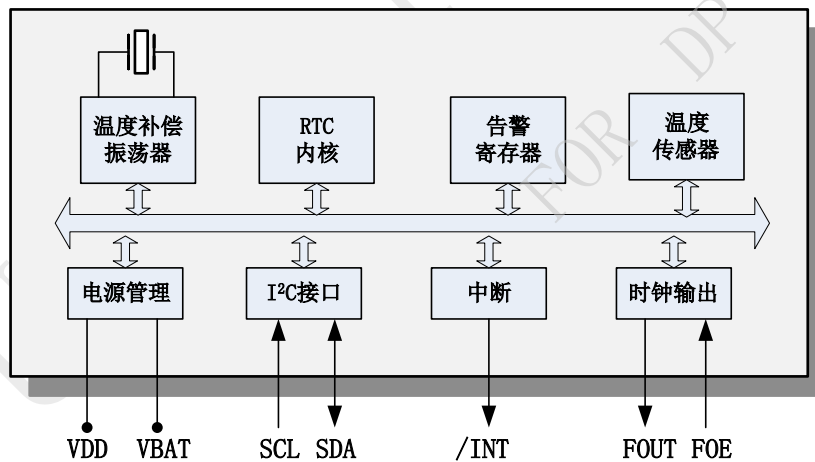 温度补偿
振荡器
RTC
内核
告警
寄存器
温度
传感器
电源管理
I²C接口
中断
时钟输出
VDD
VBAT
SCL
SDA
/INT
FOUT
FOE
FOR DP